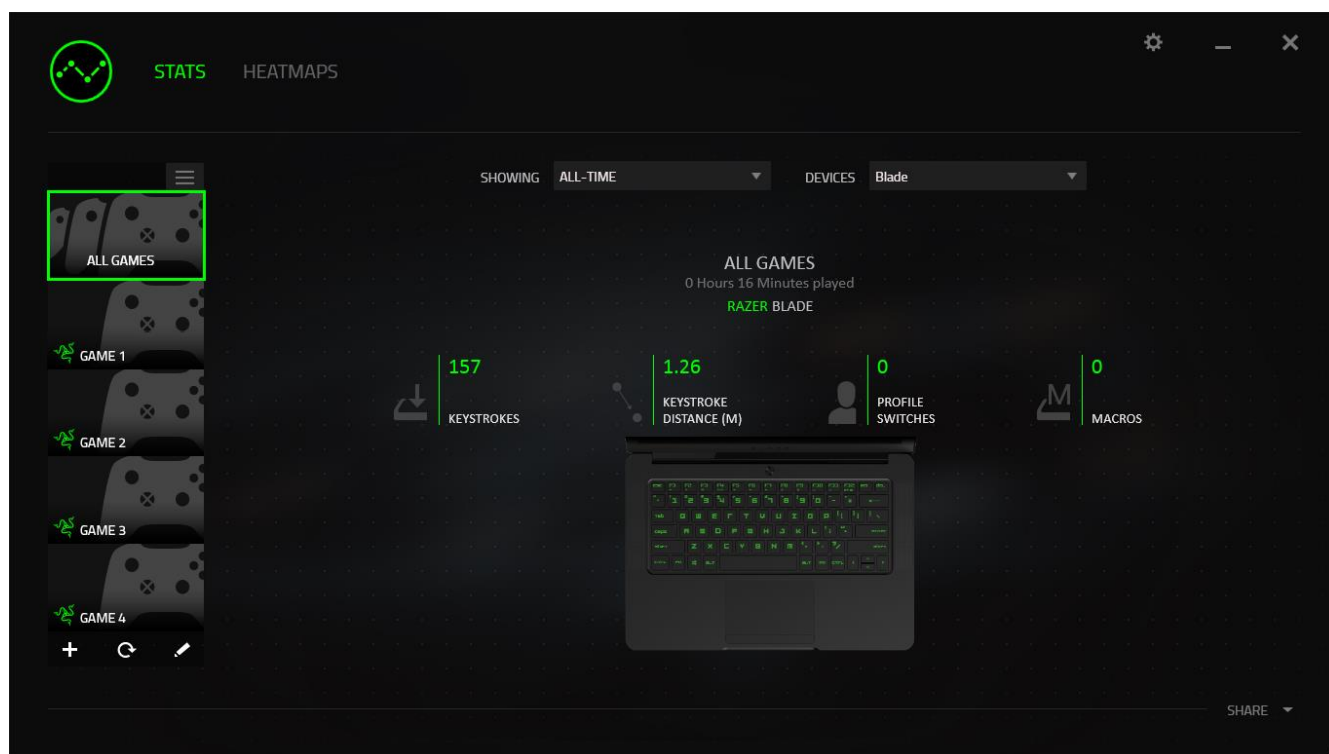 STATS HEATMAPS
SHOWING ALL-TIME DEVICES Blade
ALL GAMES
GAME 1
GAME 2
GAME 3
GAME 4
ALL GAMES
0 Hours 16 Minutes played
RAZER BLADE
157
KEYSTROKES
1.26
KEYSTROKE
DISTANCE (M)
0
PROFILE
SWITCHES
M
0
MACROS
SHARE